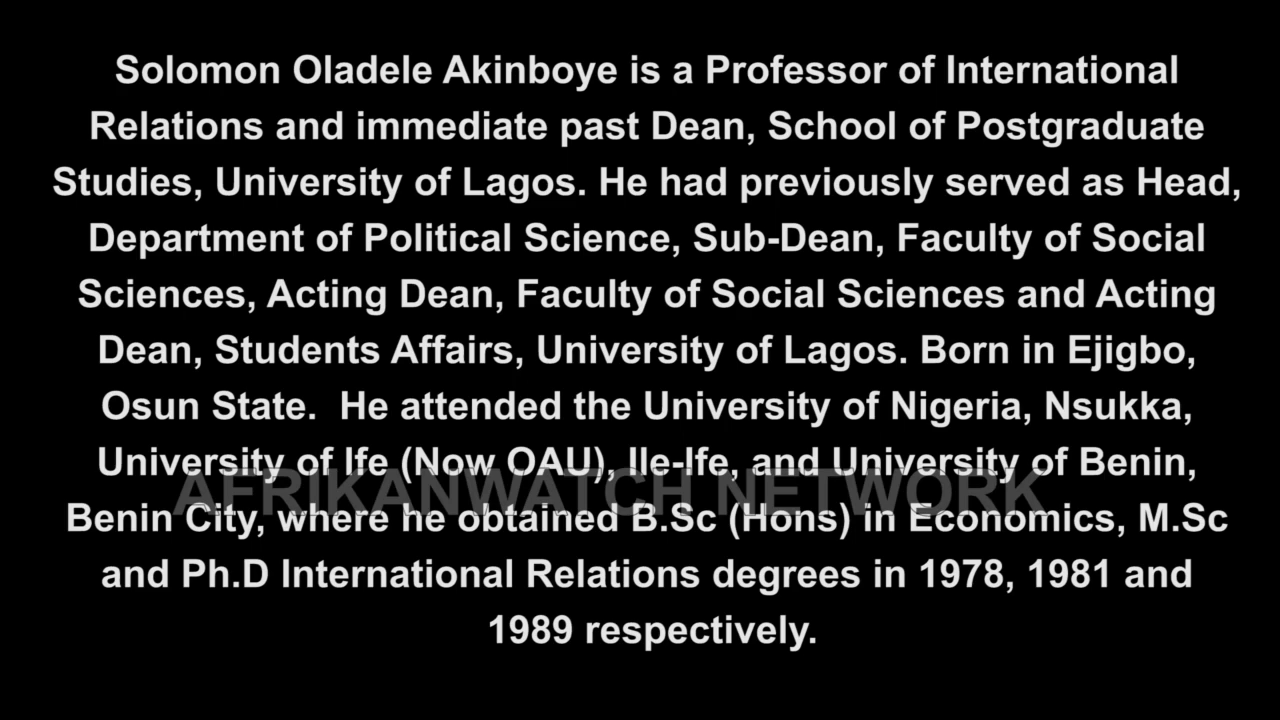 Solomon Oladele Akinboye is a Professor of International
Relations and immediate past Dean, School of Postgraduate
Studies, University of Lagos. He had previously served as Head,
Department of Political Science, Sub-Dean, Faculty of Social
Sciences, Acting Dean, Faculty of Social Sciences and Acting
Dean, Students Affairs, University of Lagos. Born in Ejigbo,
Osun State.  He attended the University of Nigeria, Nsukka,
University of Ife (Now OAU), Ile-Ife, and University of Benin,
AFRIKANWATCH NETWORK
Benin City, where he obtained B.Sc (Hons) in Economics, M.Sc
and Ph.D International Relations degrees in 1978, 1981 and
1989 respectively.